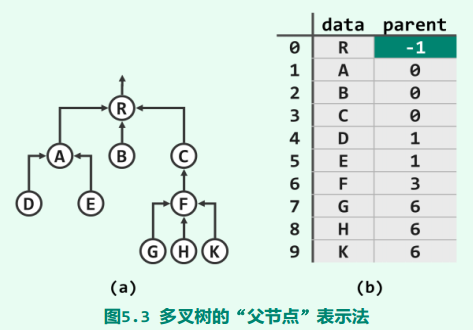 data parent
0 R -1
1 A 0
2 B 0
3 C 0
4 D 1
5 E 1
6 F 3
7 G 6
8 H 6
9 K 6
R
A B C
D E F
G H K
(a) (b)
图5.3 多叉树的“父节点”表示法